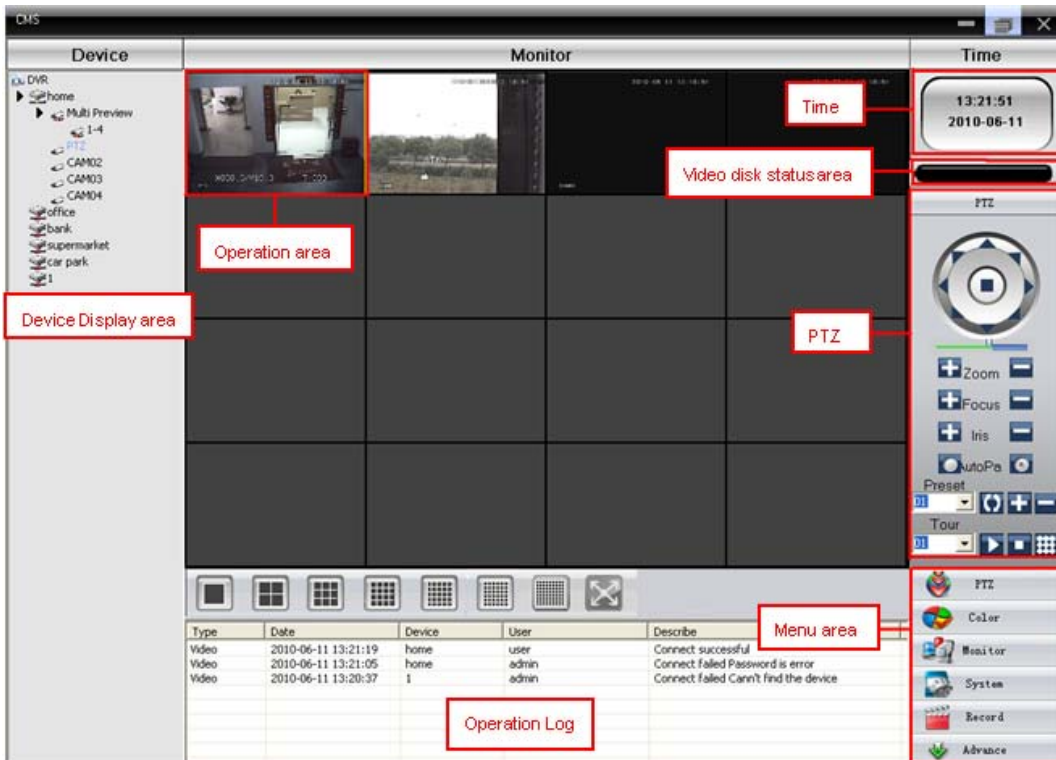 CMS
Device
Monitor
Time
DVR
home
Multi Preview
1-4
PTZ
CAM02
CAM03
CAM04
office
bank
supermarket
car park
1
Device Display area
Operation area
Time
13:21:51
2010-06-11
Video disk status area
PTZ
PTZ
Zoom
Focus
Iris
AutoPa
Preset
01
Tour
01
Menu area
PTZ
Color
Monitor
System
Record
Advance
Type Date Device User Describe
Video 2010-06-11 13:21:19 home user Connect successful
Video 2010-06-11 13:21:05 home admin Connect failed Password is error
Video 2010-06-11 13:20:37 1 admin Connect failed Cann't find the device
Operation Log